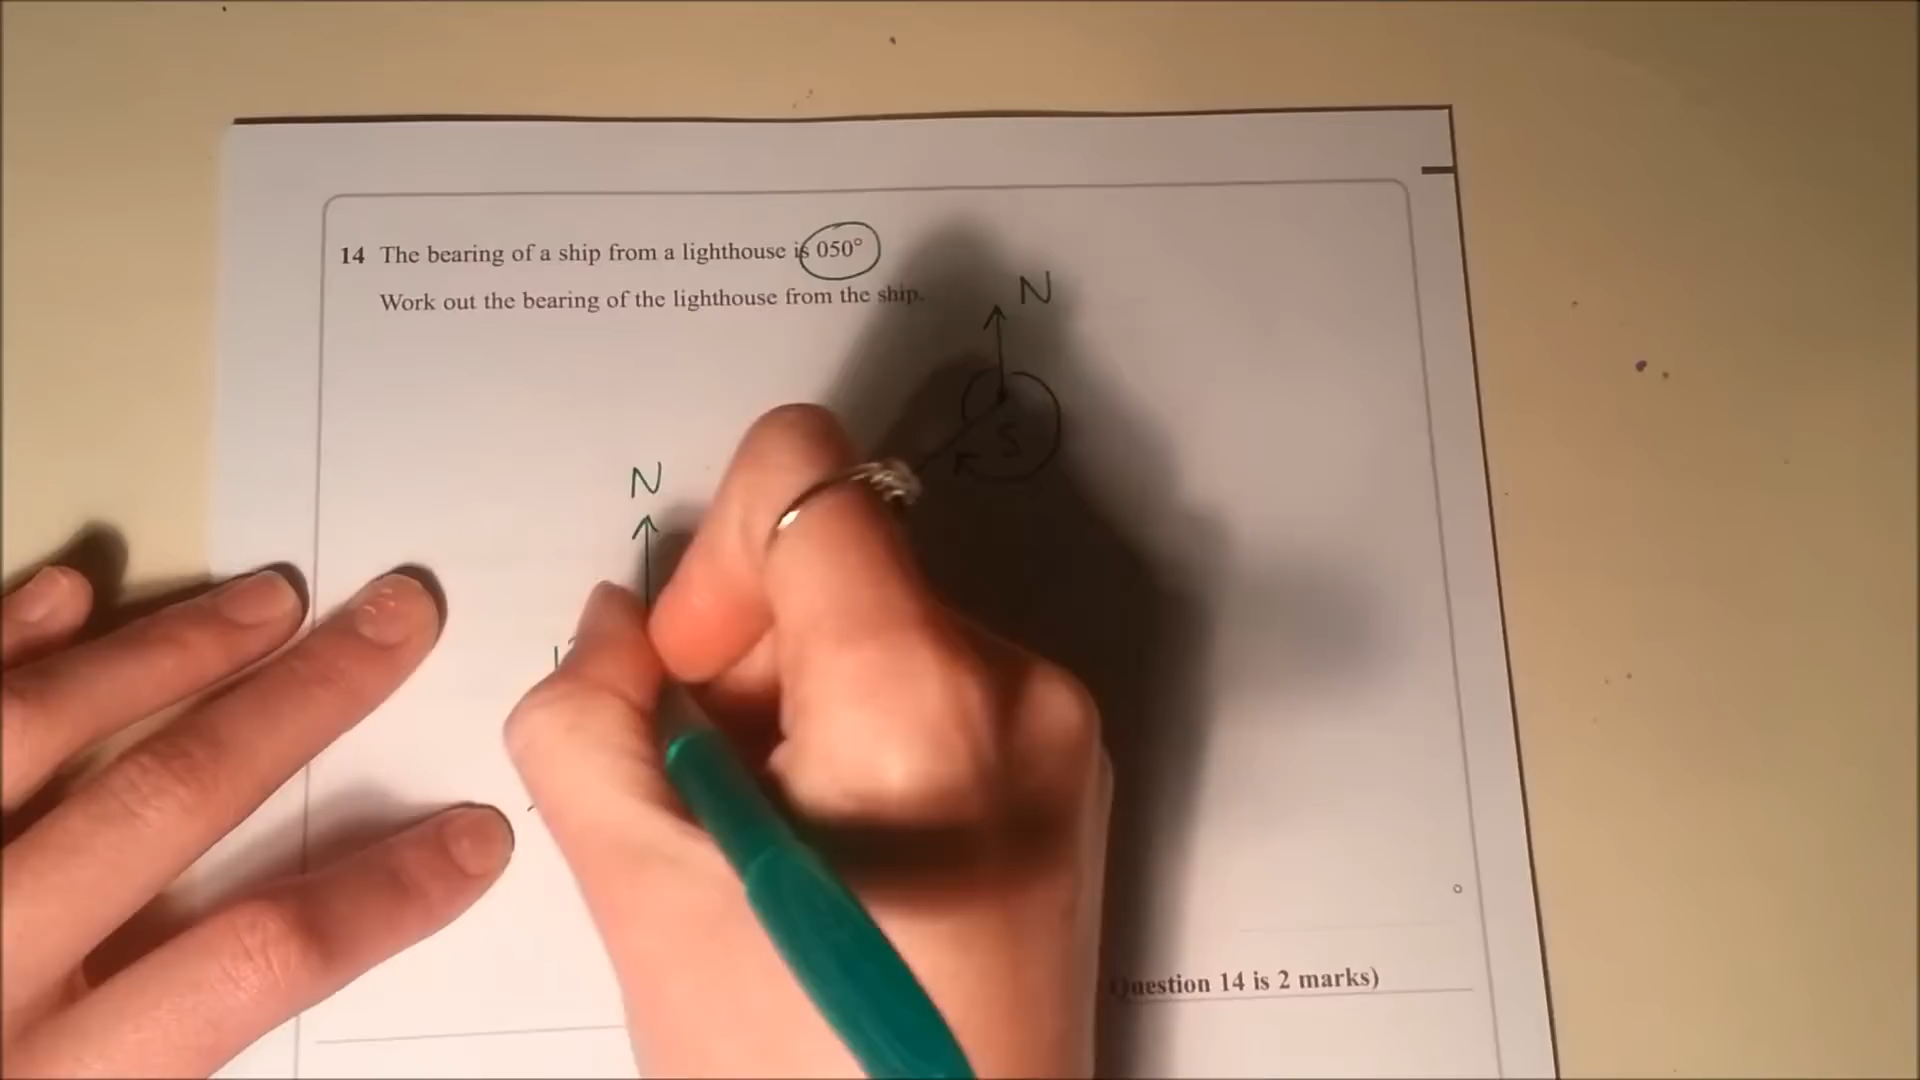 14 The bearing of a ship from a lighthouse is 050°
Work out the bearing of the lighthouse from the ship.
N
S
N
Question 14 is 2 marks)